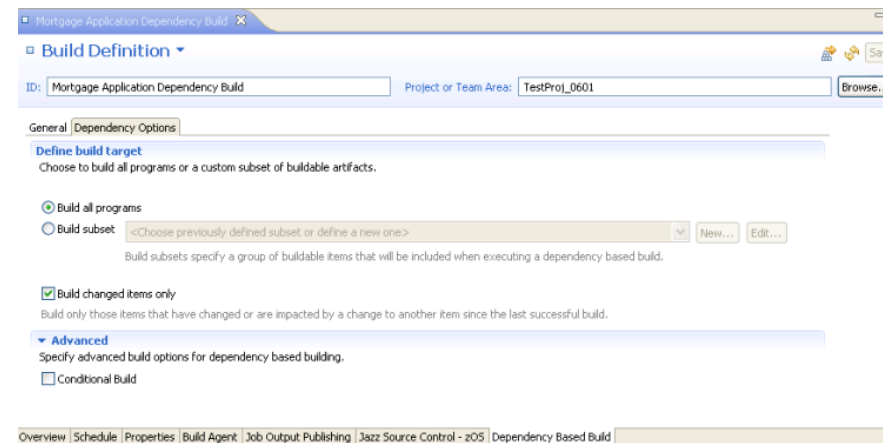 Mortgage Application Dependency Build
Build Definition
ID: Mortgage Application Dependency Build Project or Team Area: TestProj_0601 Browse...
General Dependency Options
Define build target
Choose to build all programs or a custom subset of buildable artifacts.
Build all programs
Build subset <Choose previously defined subset or define a new one> New... Edit...
Build subsets specify a group of buildable items that will be included when executing a dependency based build.
Build changed items only
Build only those items that have changed or are impacted by a change to another item since the last successful build.
Advanced
Specify advanced build options for dependency based building.
Conditional Build
Overview Schedule Properties Build Agent Job Output Publishing Jazz Source Control - zOS Dependency Based Build